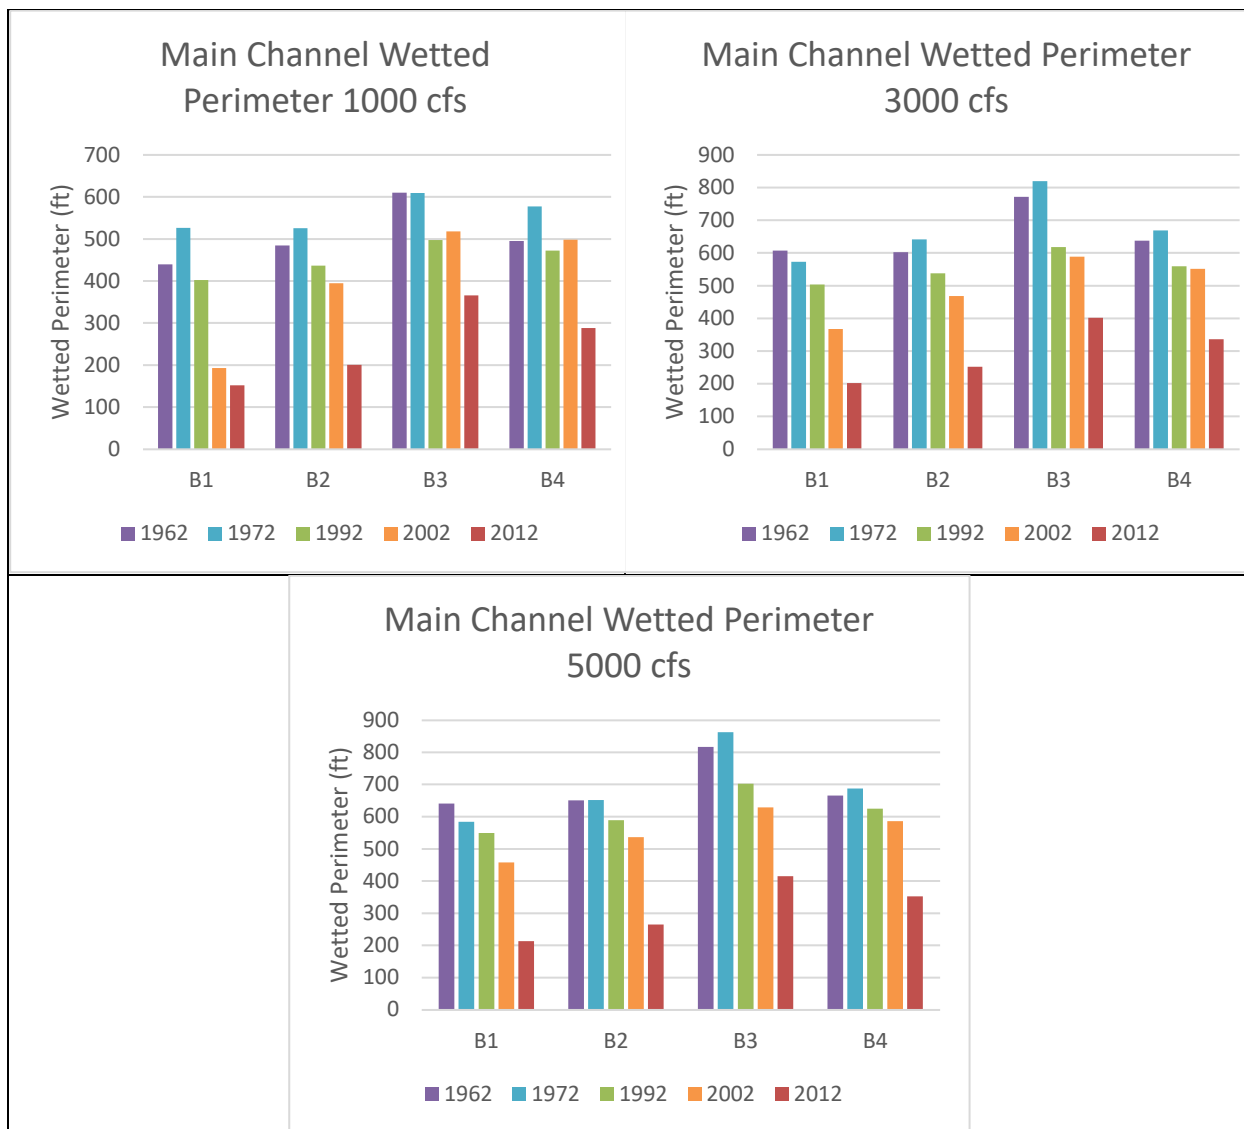 Main Channel Wetted
Perimeter 1000 cfs
Wetted Perimeter (ft)
700
600
500
400
300
200
100
0
B1 B2 B3 B4
1962 1972 1992 2002 2012
Main Channel Wetted Perimeter
3000 cfs
Wetted Perimeter (ft)
900
800
700
600
500
400
300
200
100
0
B1 B2 B3 B4
1962 1972 1992 2002 2012
Main Channel Wetted Perimeter
5000 cfs
Wetted Perimeter (ft)
900
800
700
600
500
400
300
200
100
0
B1 B2 B3 B4
1962 1972 1992 2002 2012